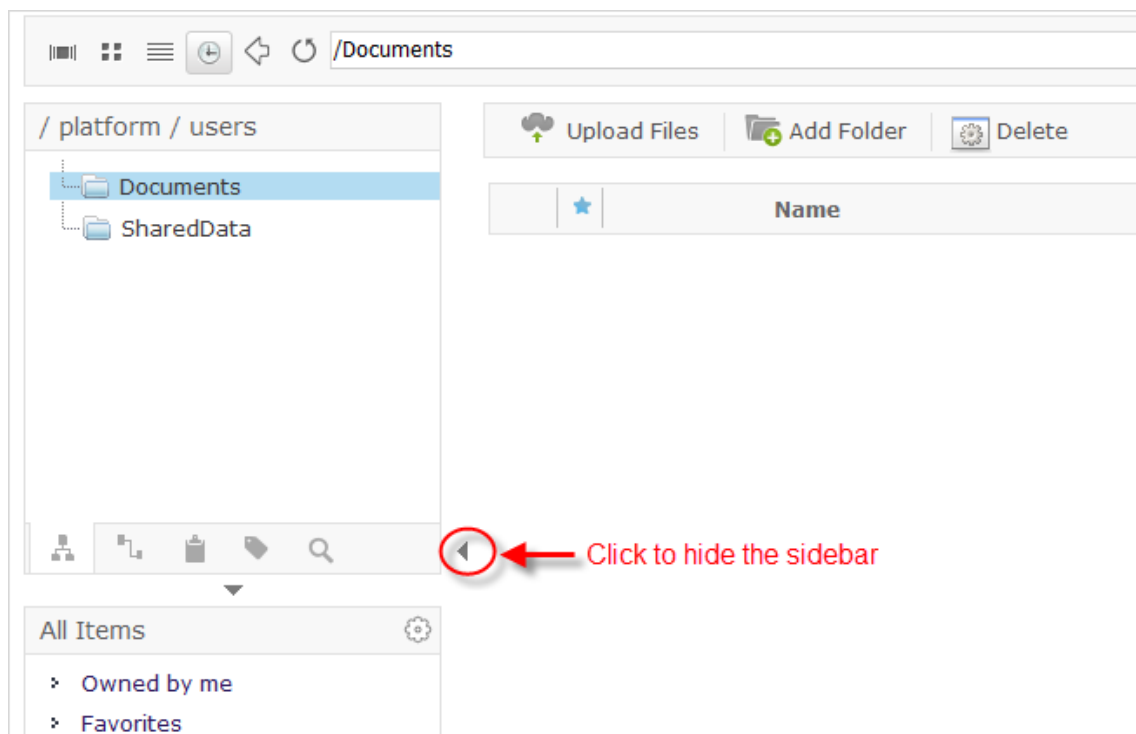 /Documents
/ platform / users
Documents
SharedData
Upload Files
Add Folder
Delete
Name
Click to hide the sidebar
All Items
Owned by me
Favorites